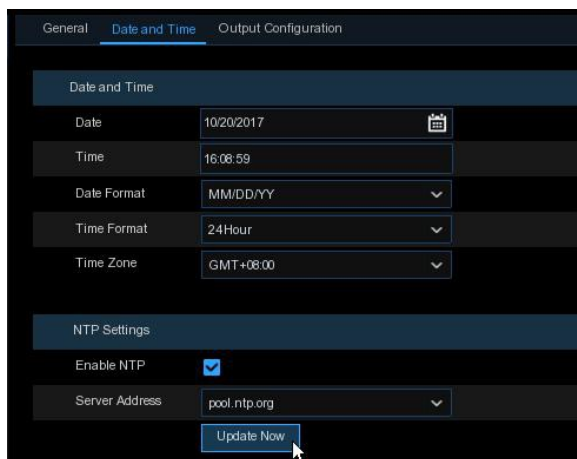 General Date and Time Output Configuration
Date and Time
Date 10/20/2017
Time 16:08:59
Date Format MM/DD/YY
Time Format 24Hour
Time Zone GMT+08:00
NTP Settings
Enable NTP
Server Address pool.ntp.org
Update Now